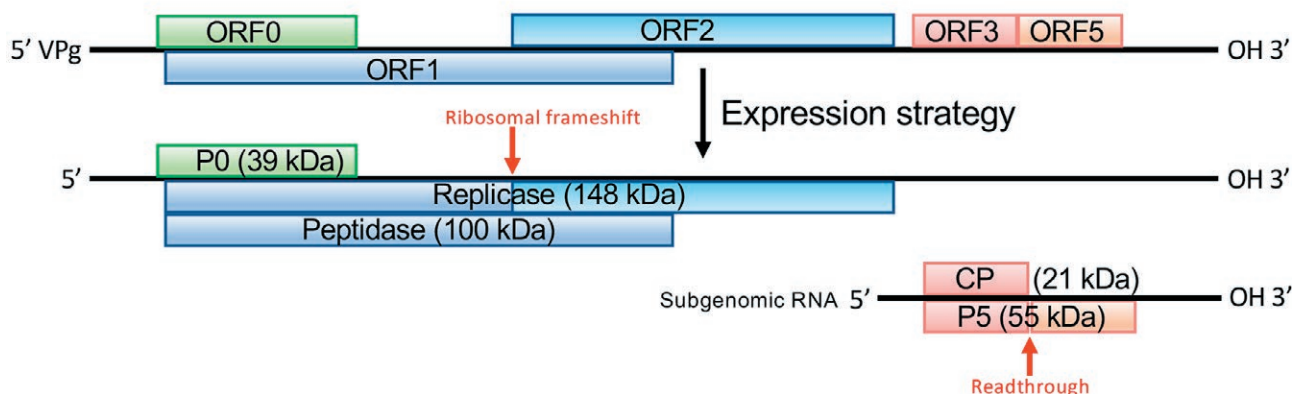 ORF0 ORF2 ORF3 ORF5
5’ VPg OH 3’
ORF1
Ribosomal frameshift
Expression strategy
P0 (39 kDa)
5’ OH 3’
Replicase (148 kDa)
Peptidase (100 kDa)
CP (21 kDa)
Subgenomic RNA 5’ OH 3’
P5 (55 kDa)
Readthrough